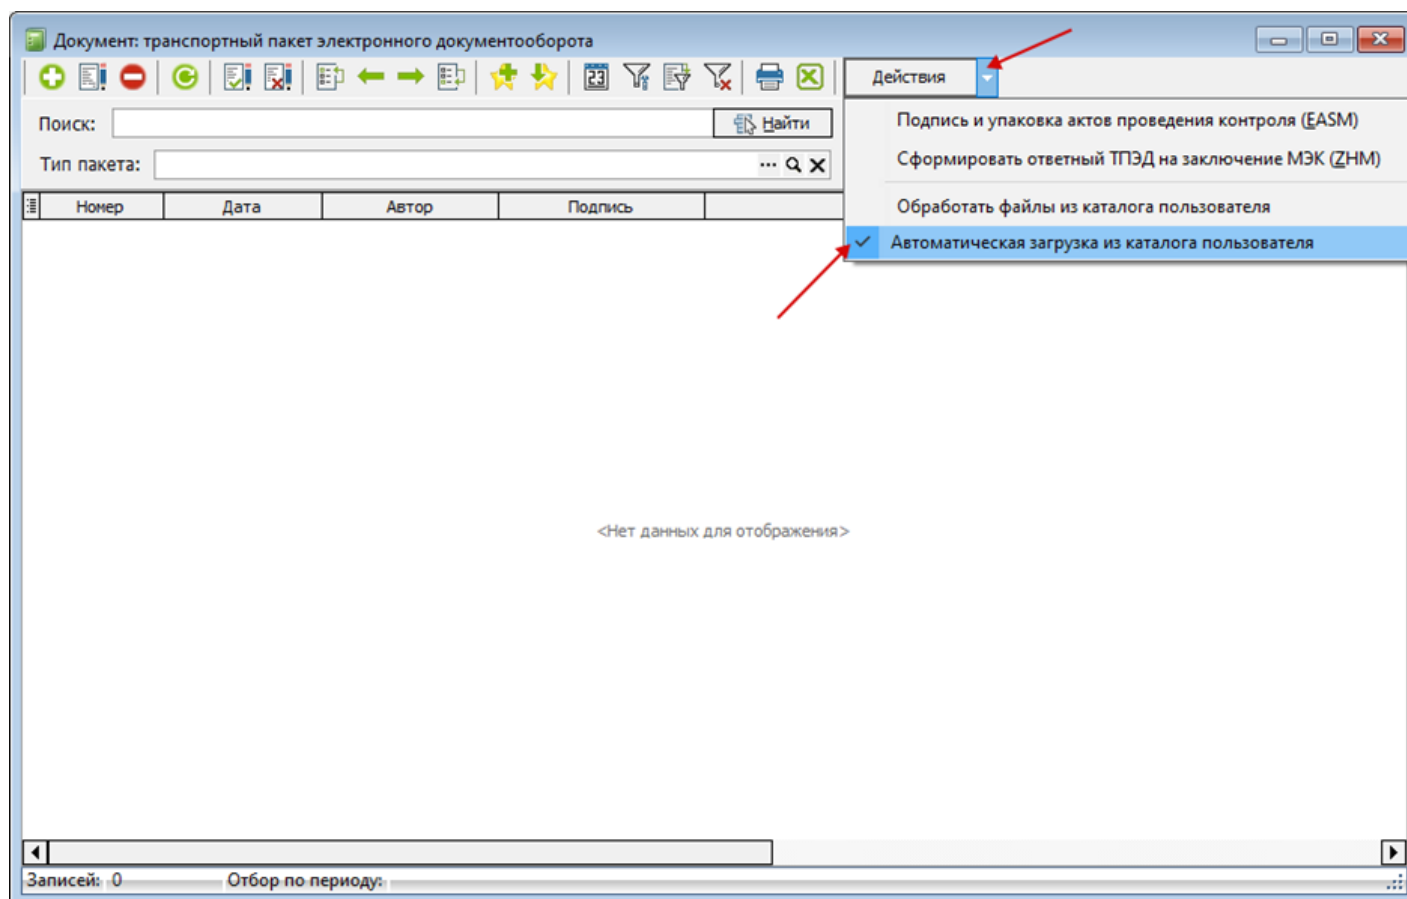 Документ: транспортный пакет электронного документооборота
23
Действия
Поиск:
Найти
Тип пакета:
Подпись и упаковка актов проведения контроля (EASM)
Сформировать ответный ТПЭД на заключение МЭК (ZHM)
Обработать файлы из каталога пользователя
Автоматическая загрузка из каталога пользователя
Номер Дата Автор Подпись
<Нет данных для отображения>
Записей: 0 Отбор по периоду: